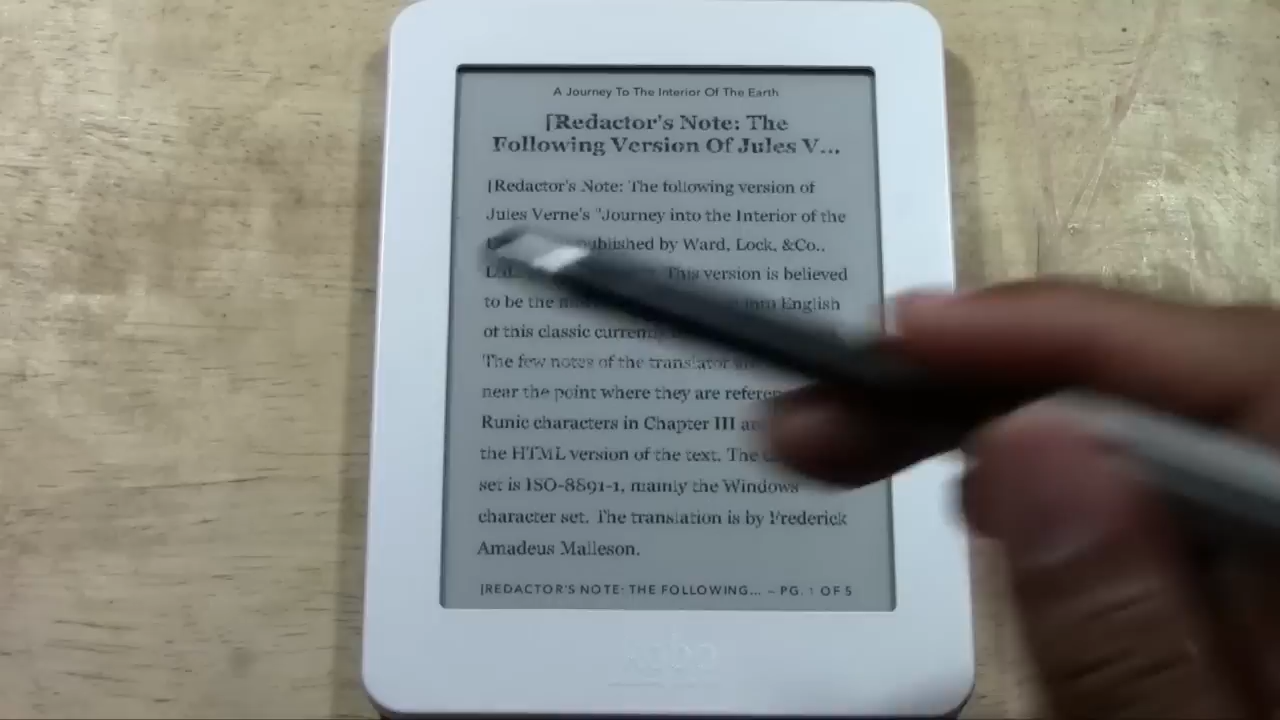 A Journey To The Interior Of The Earth
[Redactor's Note: The
Following Version Of Jules V...
[Redactor's Note: The following version of
Jules Verne's "Journey into the Interior of the
published by Ward, Lock, &Co.,
This version is believed
to be the into English
of this classic
The few notes of the translator
near the point where they are
Runic characters in Chapter III
the HTML version of the text. The
set is ISO-8891-1, mainly the Windows
character set. The translation is by Frederick
Amadeus Malleson.
[REDACTOR'S NOTE: THE FOLLOWING... – PG. 1 OF 5
kobo